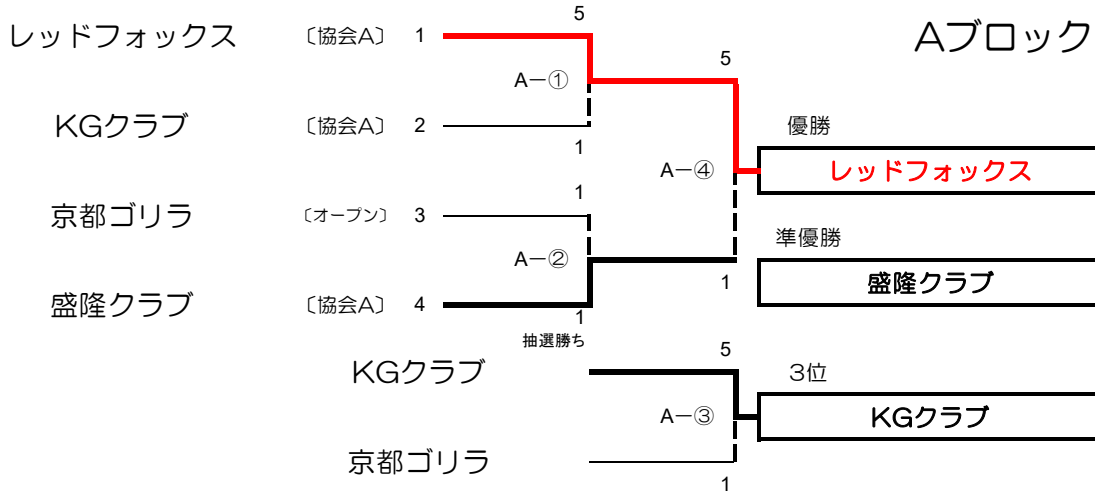 Aブロック
5
レッドフォックス 〔協会A〕 1
5
A－①
KGクラブ 〔協会A〕 2
1
優勝
A－④
レッドフォックス
1
京都ゴリラ 〔オープン〕 3
準優勝
A－②
盛隆クラブ
1
盛隆クラブ 〔協会A〕 4
1
抽選勝ち
5
KGクラブ
3位
A－③
KGクラブ
京都ゴリラ
1